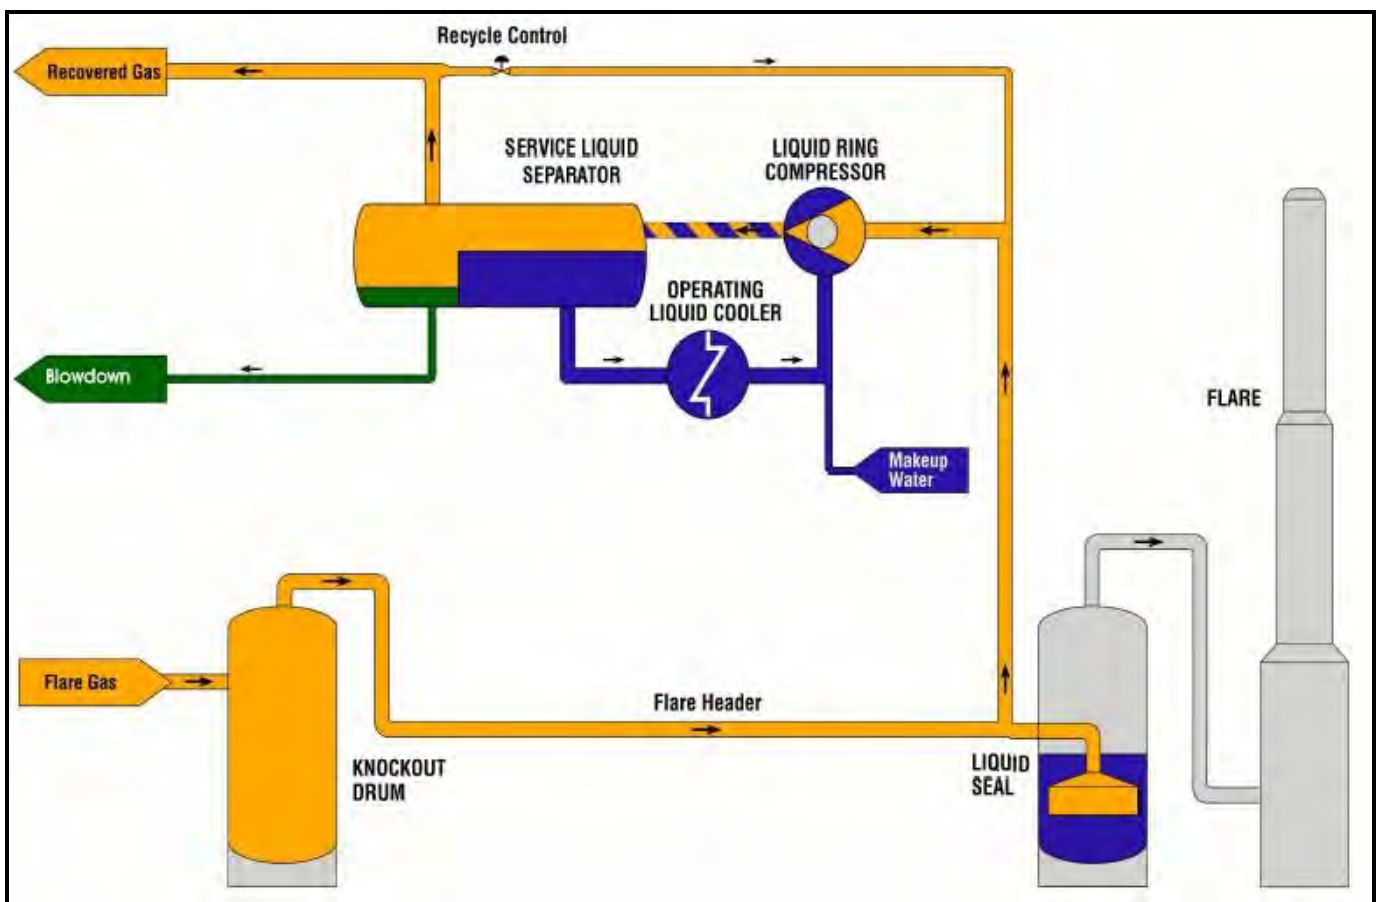 Recycle Control
Recovered Gas
SERVICE LIQUID
SEPARATOR
LIQUID RING
COMPRESSOR
OPERATING
LIQUID COOLER
Blowdown
FLARE
Makeup
Water
Flare Gas
Flare Header
KNOCKOUT
DRUM
LIQUID
SEAL